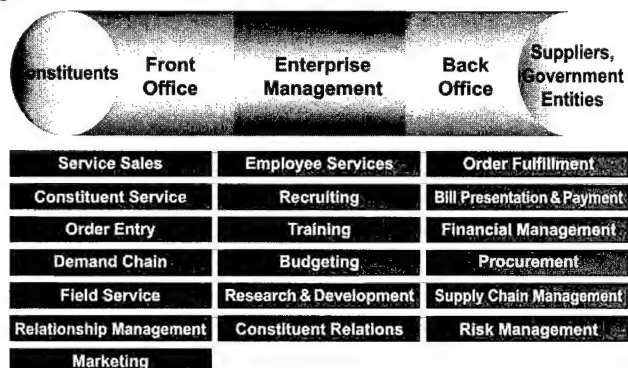 onstituents
Front
Office
Enterprise
Management
Back
Office
Suppliers,
Government
Entities
Service Sales
Employee Services
Order Fulfillment
Constituent Service
Recruiting
Bill Presentation & Payment
Order Entry
Training
Financial Management
Demand Chain
Budgeting
Procurement
Field Service
Research & Development
Supply Chain Management
Relationship Management
Constituent Relations
Risk Management
Marketing